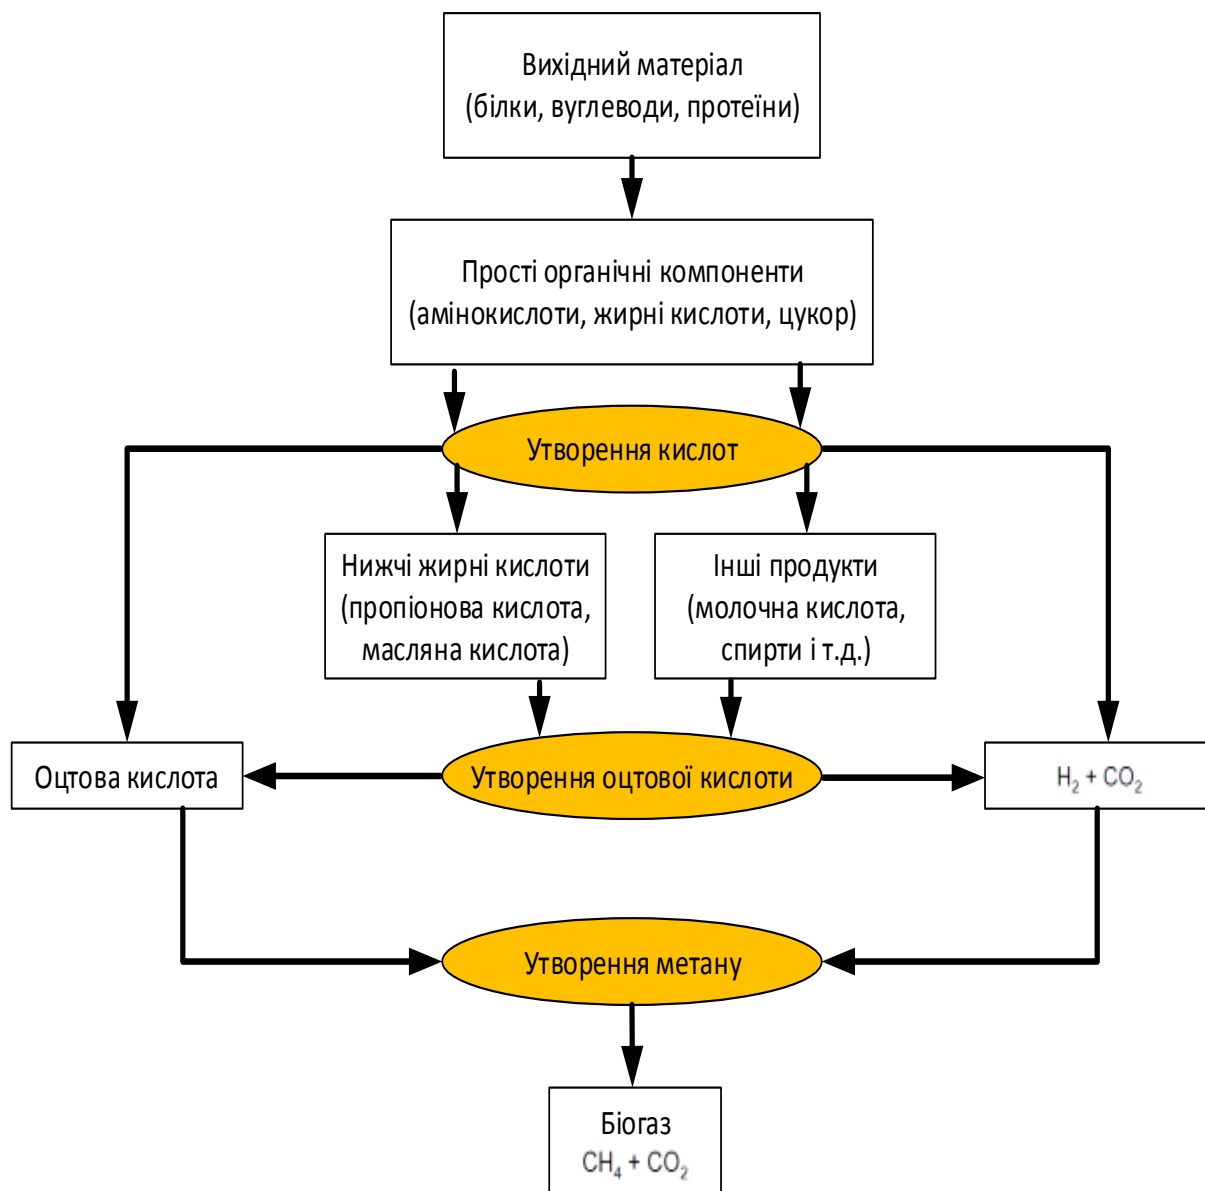 Вихідний матеріал
(білки, вуглеводи, протеїни)
Прості органічні компоненти
(амінокислоти, жирні кислоти, цукор)
Утворення кислот
Нижчі жирні кислоти
(пропіонова кислота,
масляна кислота)
Інші продукти
(молочна кислота,
спирти і т.д.)
Оцтова кислота
Утворення оцтової кислоти
H₂ + CO₂
Утворення метану
Біогаз
CH₄ + CO₂